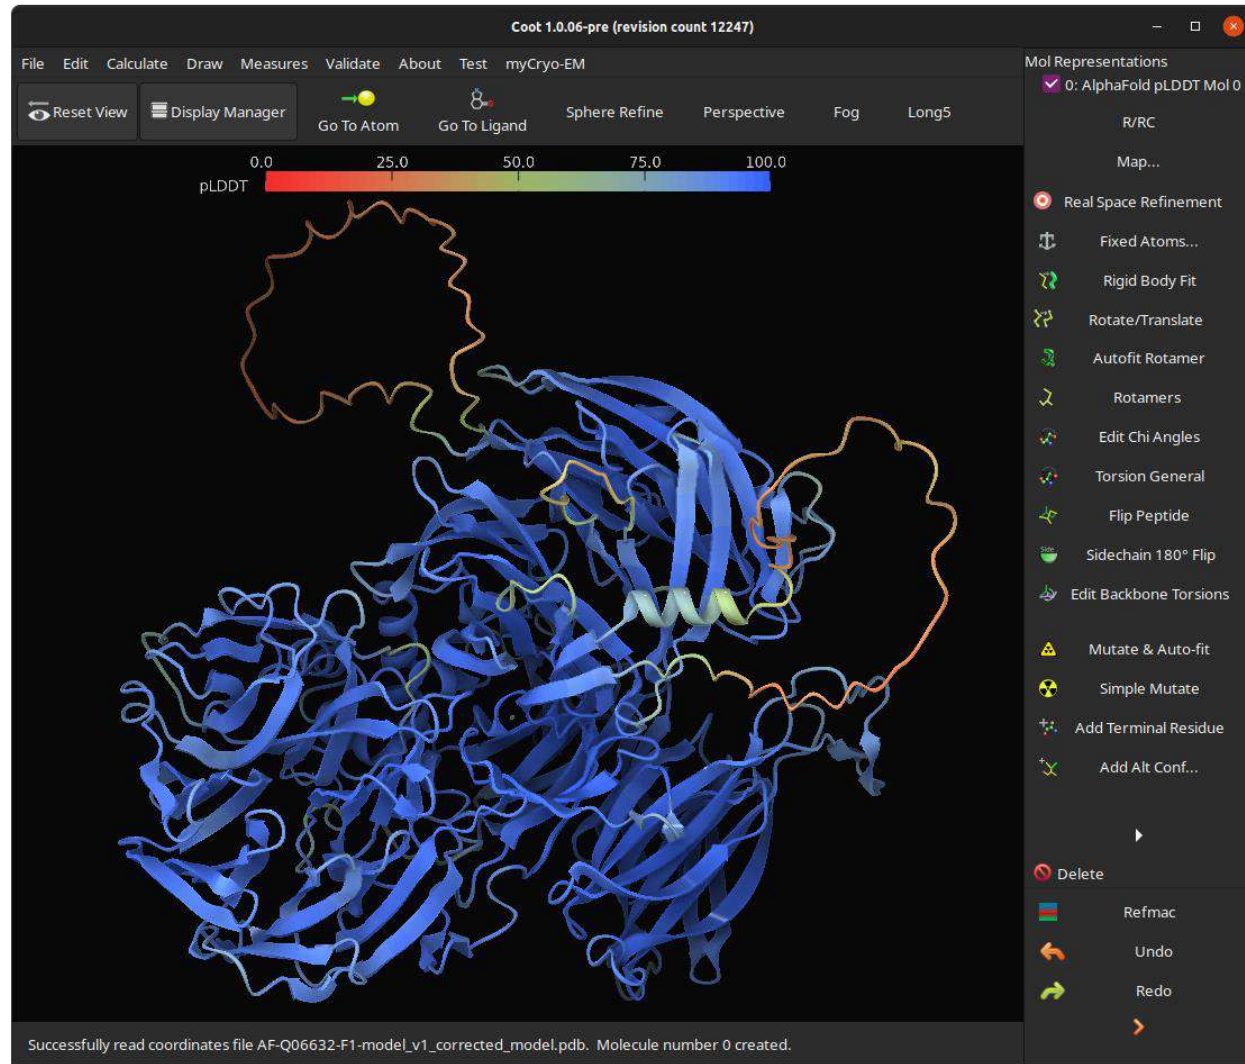 Coot 1.0.06-pre (revision count 12247)
File Edit Calculate Draw Measures Validate About Test myCryo-EM
Reset View Display Manager Go To Atom Go To Ligand Sphere Refine Perspective Fog Long5
0.0 25.0 50.0 75.0 100.0
pLDDT
Mol Representations
0: AlphaFold pLDDT Mol 0
R/RC
Map...
Real Space Refinement
Fixed Atoms...
Rigid Body Fit
Rotate/Translate
Autofit Rotamer
Rotamers
Edit Chi Angles
Torsion General
Flip Peptide
Side
Sidechain 180° Flip
Edit Backbone Torsions
Mutate & Auto-fit
Simple Mutate
Add Terminal Residue
Add Alt Conf...
Delete
Refmac
Undo
Redo
Successfully read coordinates file AF-Q06632-F1-model_v1_corrected_model.pdb. Molecule number 0 created.